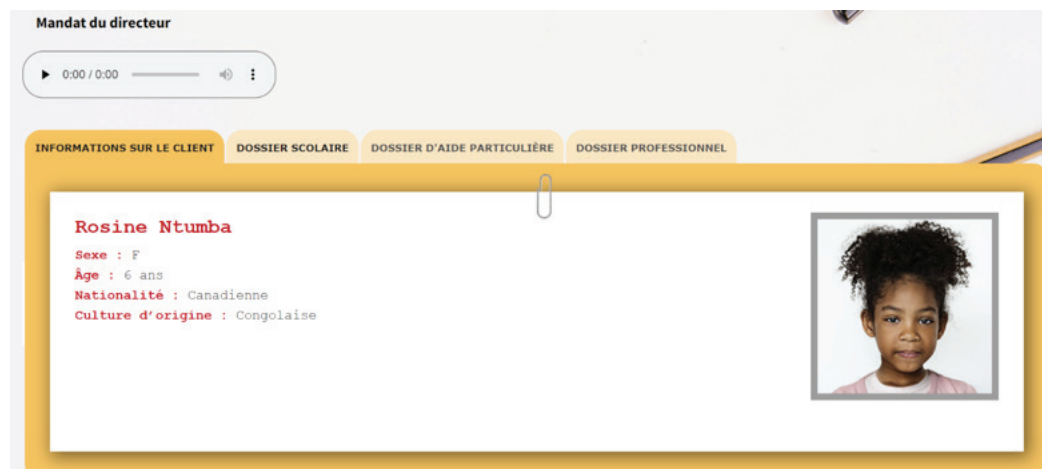 Mandat du directeur
0:00 / 0:00
INFORMATIONS SUR LE CLIENT DOSSIER SCOLAIRE DOSSIER D'AIDE PARTICULIÈRE DOSSIER PROFESSIONNEL
Rosine Ntumba
Sexe : F
Âge : 6 ans
Nationalité : Canadienne
Culture d'origine : Congolaise